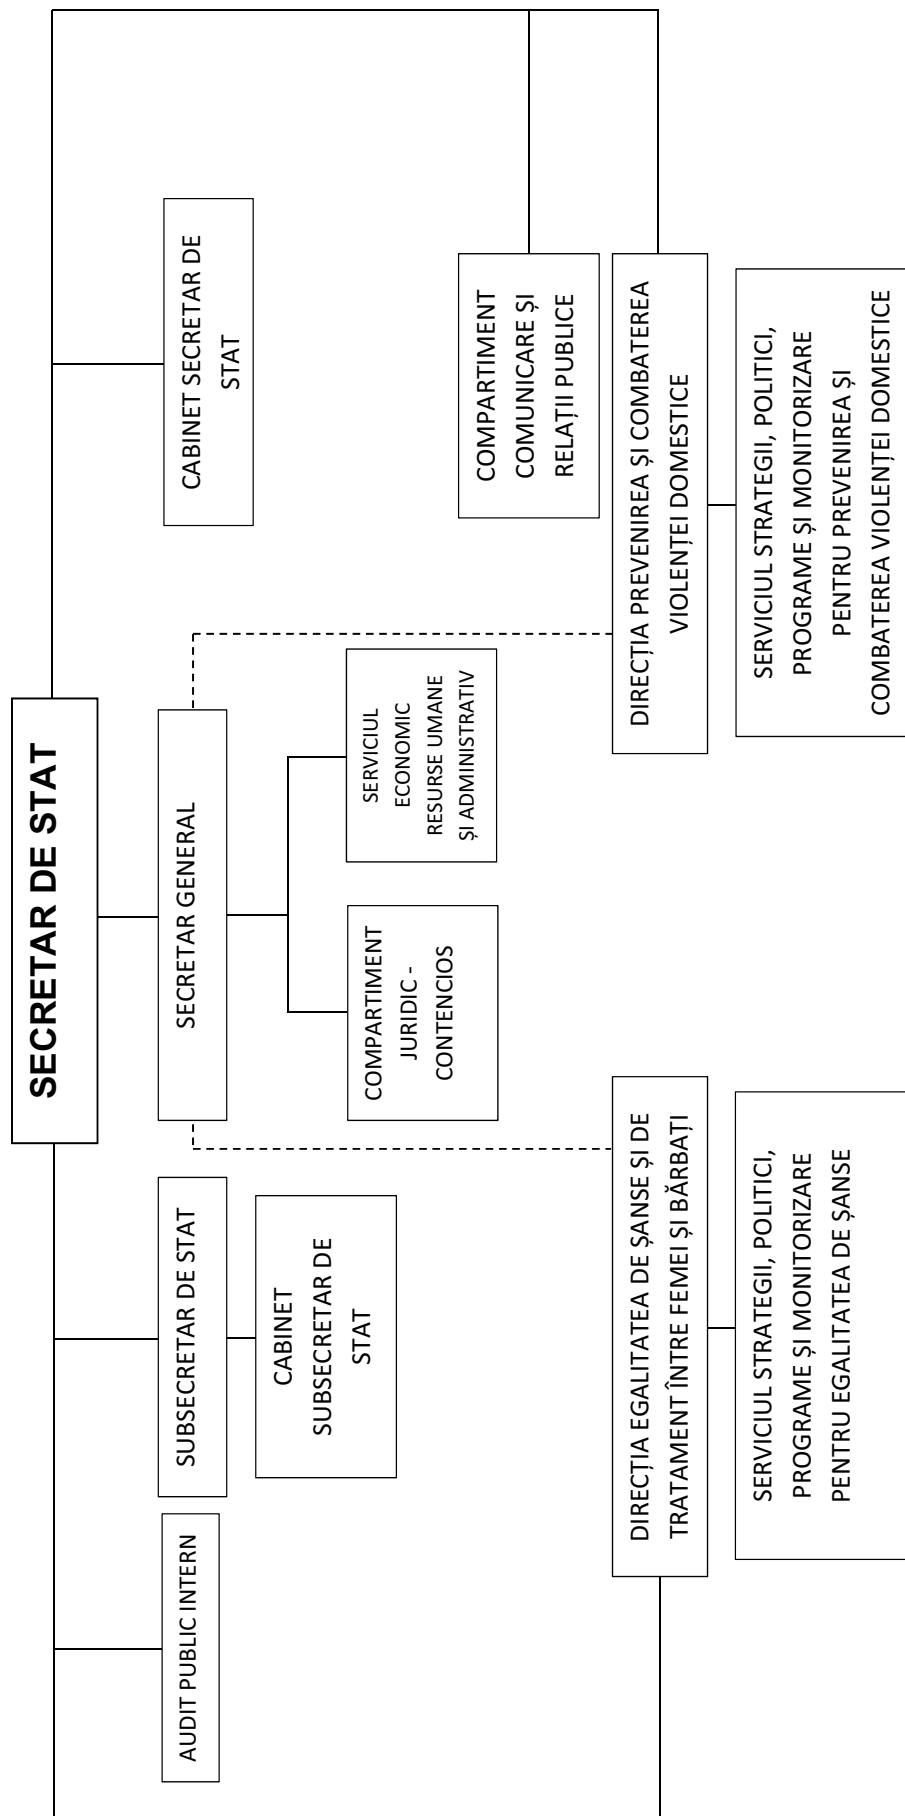 SECRETAR DE STAT
AUDIT PUBLIC INTERN
SUBSECRETAR DE STAT
SECRETAR GENERAL
CABINET SECRETAR DE
STAT
CABINET
SUBSECRETAR DE
STAT
COMPARTIMENT
JURIDIC -
CONTENCIOS
SERVICIUL
ECONOMIC
RESURSE UMANE
ȘI ADMINISTRATIV
COMPARTIMENT
COMUNICARE ȘI
RELAȚII PUBLICE
DIRECȚIA EGALITATEA DE ȘANSE ȘI DE
TRATAMENT ÎNTRE FEMEI ȘI BĂRBAȚI
DIRECȚIA PREVENIREA ȘI COMBATEREA
VIOLENȚEI DOMESTICE
SERVICIUL STRATEGII, POLITICI,
PROGRAME ȘI MONITORIZARE
PENTRU EGALITATEA DE ȘANSE
SERVICIUL STRATEGII, POLITICI,
PROGRAME ȘI MONITORIZARE
PENTRU PREVENIREA ȘI
COMBATEREA VIOLENȚEI DOMESTICE